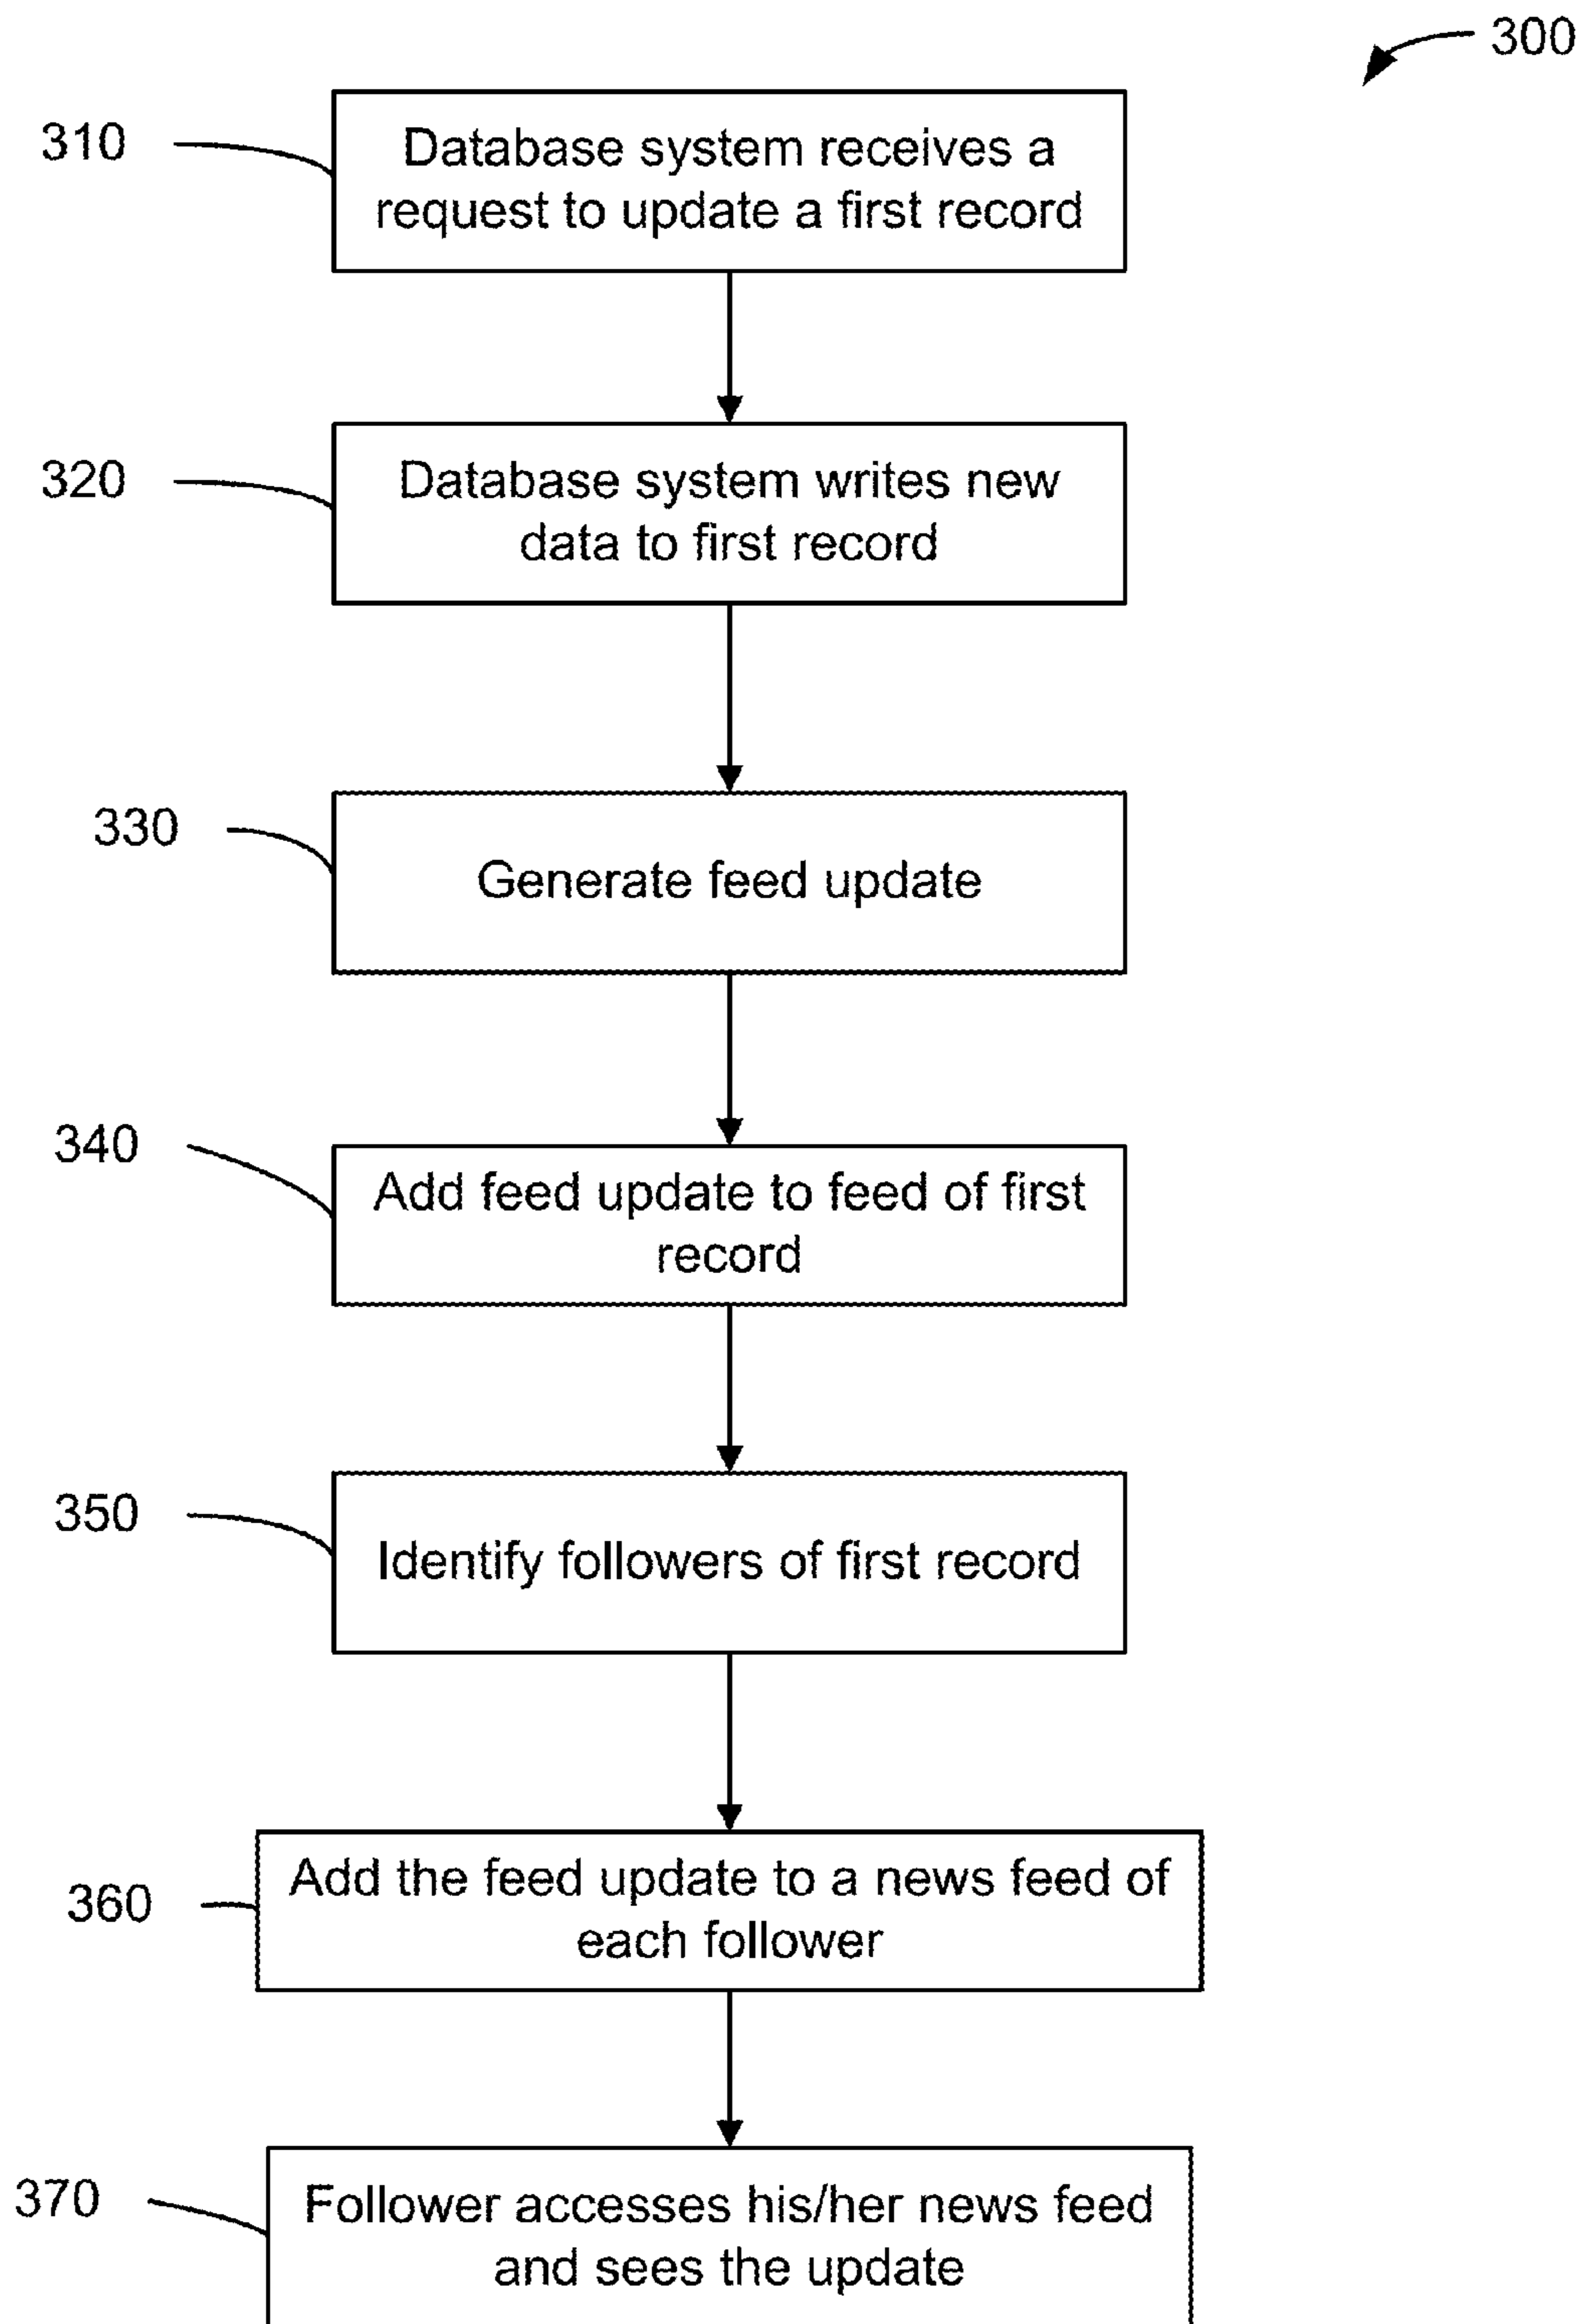 300
310
Database system receives a
request to update a first record
320
Database system writes new
data to first record
330
Generate feed update
340
Add feed update to feed of first
record
350
Identify followers of first record
360
Add the feed update to a news feed of
each follower
370
Follower accesses his/her news feed
and sees the update